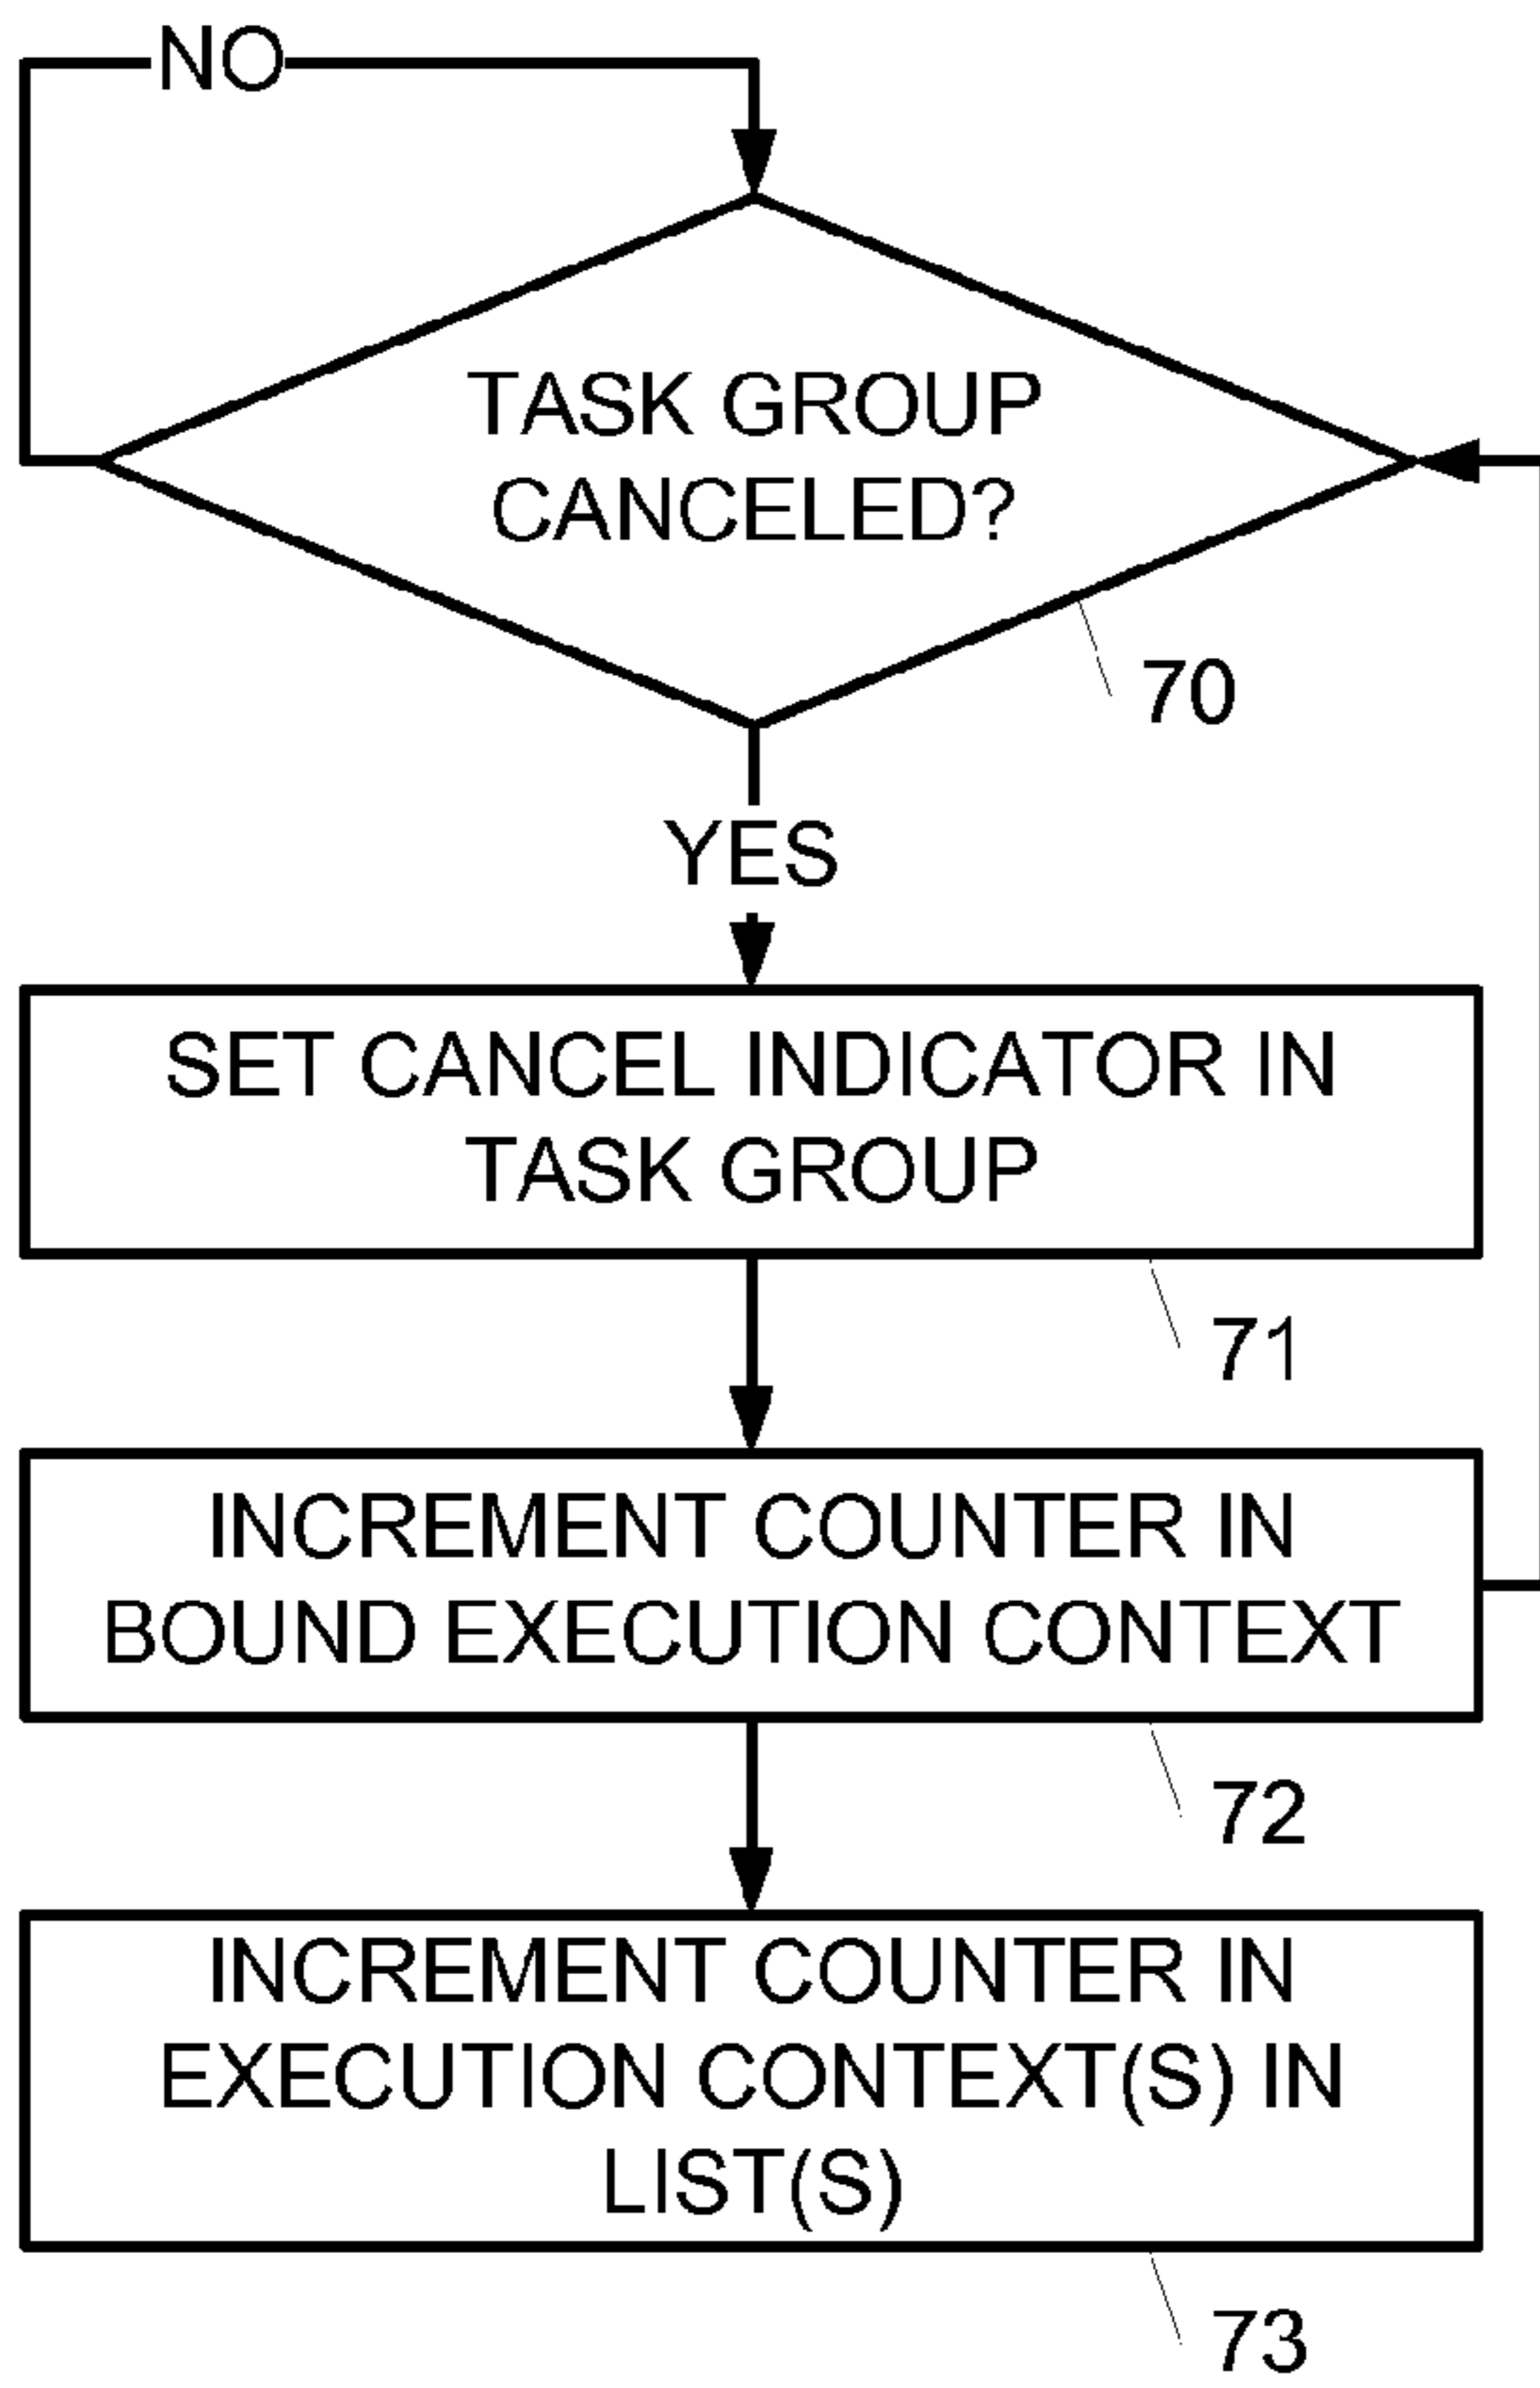 NO
TASK GROUP
CANCELED?
70
YES
SET CANCEL INDICATOR IN
TASK GROUP
71
INCREMENT COUNTER IN
BOUND EXECUTION CONTEXT
72
INCREMENT COUNTER IN
EXECUTION CONTEXT(S) IN
LIST(S)
73